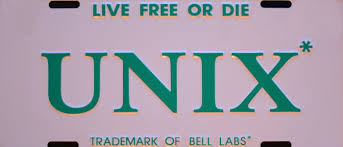 LIVE FREE OR DIE
UNIX*
TRADEMARK OF BELL LABS*